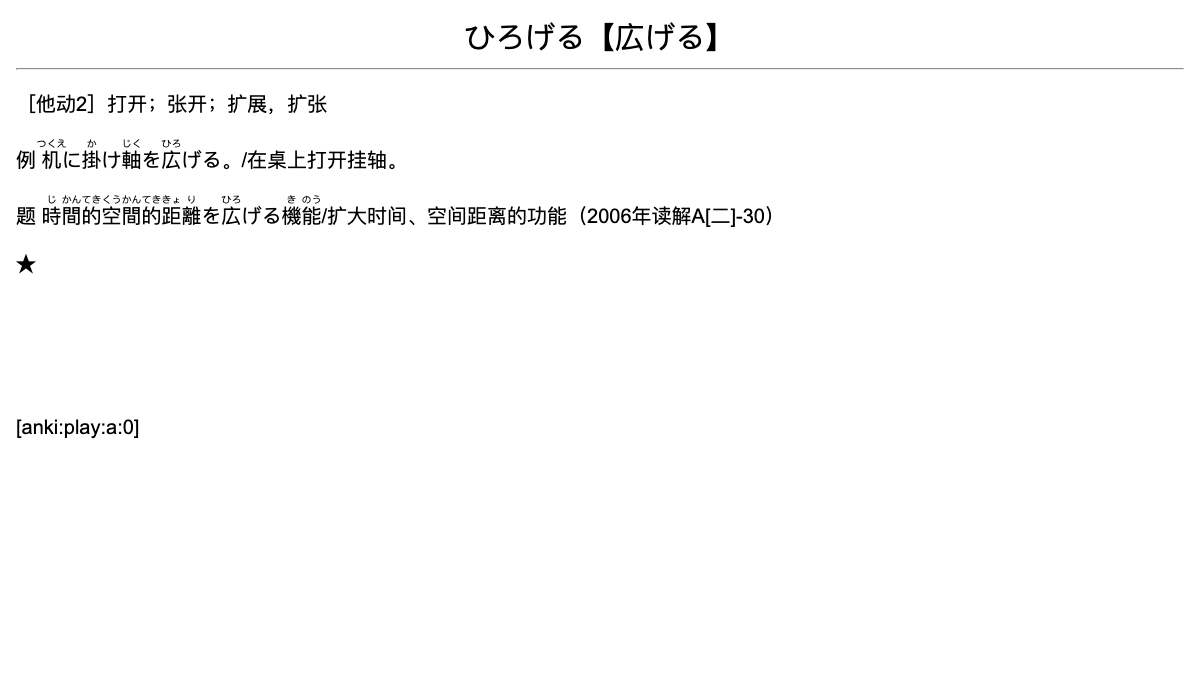 ひろげる【広げる】
［他动2］打开；张开；扩展，扩张
つくえ か じく ひろ
例 机に掛け軸を広げる。/在桌上打开挂轴。
じ かんてきくうかんてききょ り ひろ き のう
题 時間的空間的距離を広げる機能/扩大时间、空间距离的功能（2006年读解A[二]-30）
★
[anki:play:a:0]